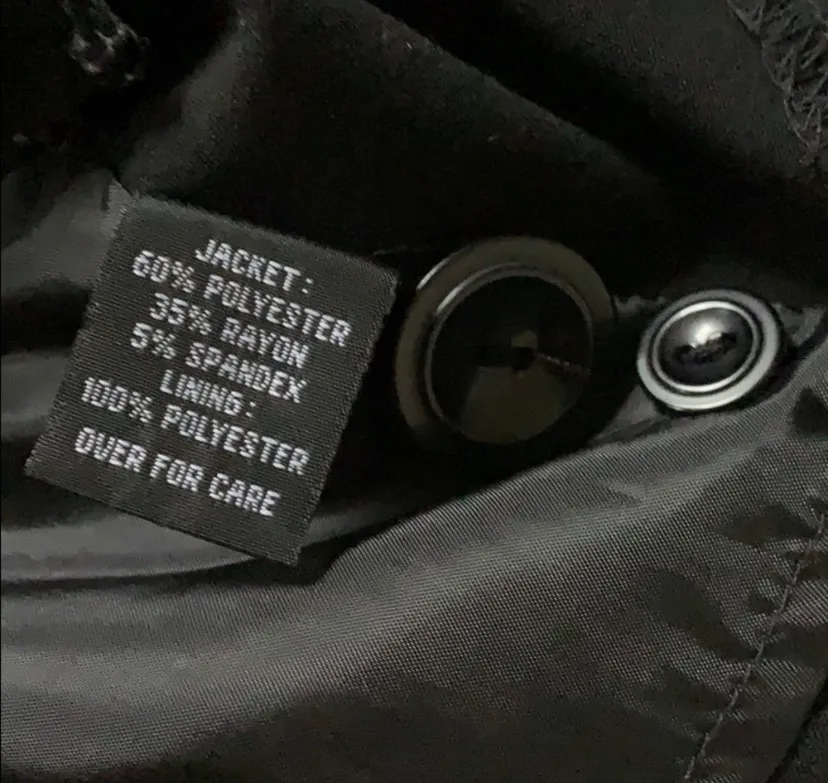 JACKET:
60% POLYESTER
35% RAYON
5% SPANDEX
LINING:
100% POLYESTER
OVER FOR CARE